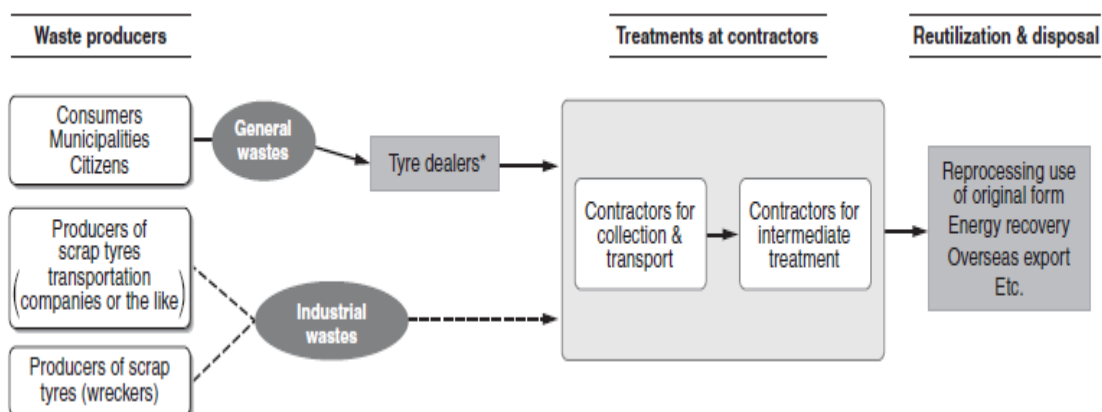 Waste producers
Treatments at contractors
Reutilization & disposal
Consumers
Municipalities
Citizens
General
wastes
Tyre dealers*
Producers of
scrap tyres
transportation
(companies or the like)
Industrial
wastes
Producers of scrap
tyres (wreckers)
Contractors for
collection &
transport
Contractors for
intermediate
treatment
Reprocessing use
of original form
Energy recovery
Overseas export
Etc.